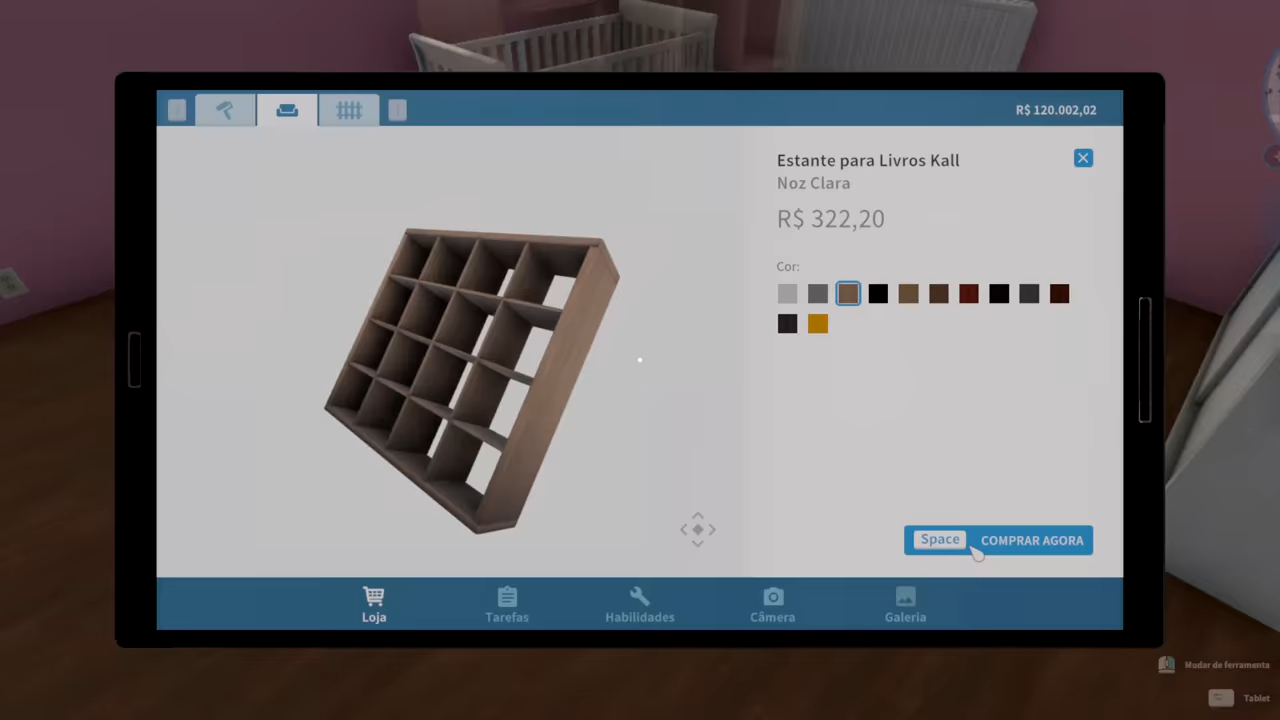 R$ 120.002,02
Estante para Livros Kall
Noz Clara
R$ 322,20
Cor:
Space COMPRAR AGORA
Loja Tarefas Habilidades Câmera Galeria
Mudar de ferramenta
Tablet